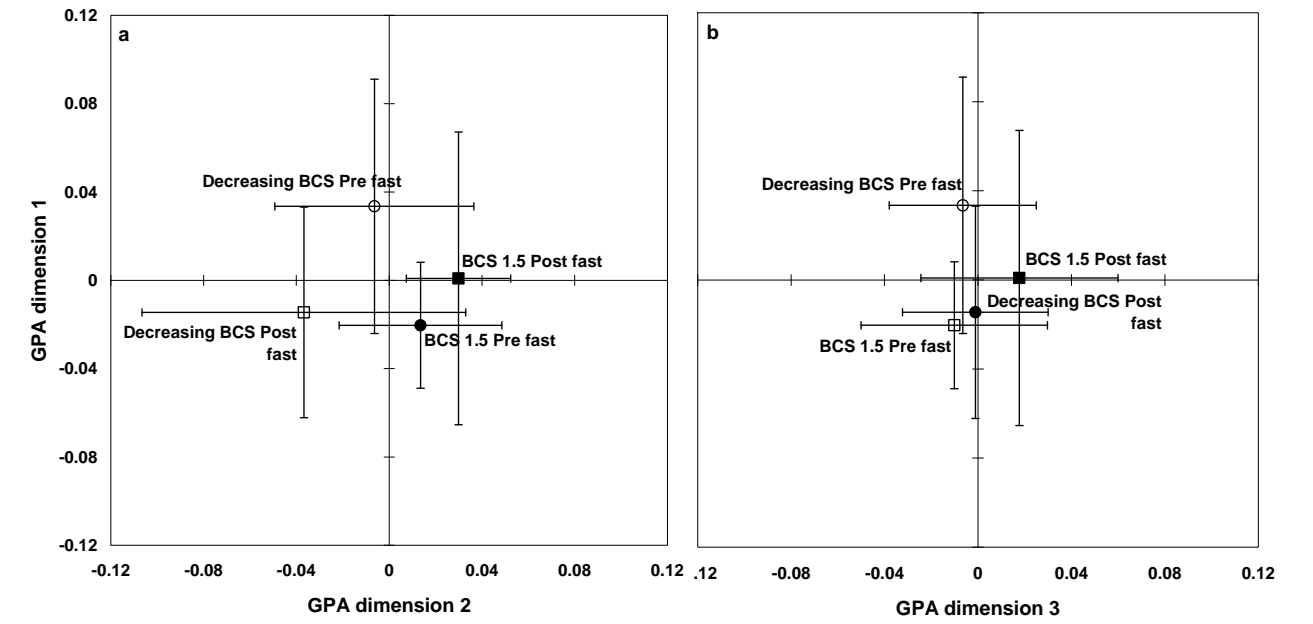 a
0.12
0.08
0.04
0
-0.04
-0.08
-0.12
GPA dimension 1
Decreasing BCS Pre fast
BCS 1.5 Post fast
Decreasing BCS Post
fast
BCS 1.5 Pre fast
-0.12
-0.08
-0.04
0
0.04
0.08
0.12
GPA dimension 2
b
Decreasing BCS Pre fast
BCS 1.5 Post fast
Decreasing BCS Post
fast
BCS 1.5 Pre fast
.12
-0.08
-0.04
0
0.04
0.08
0.12
GPA dimension 3